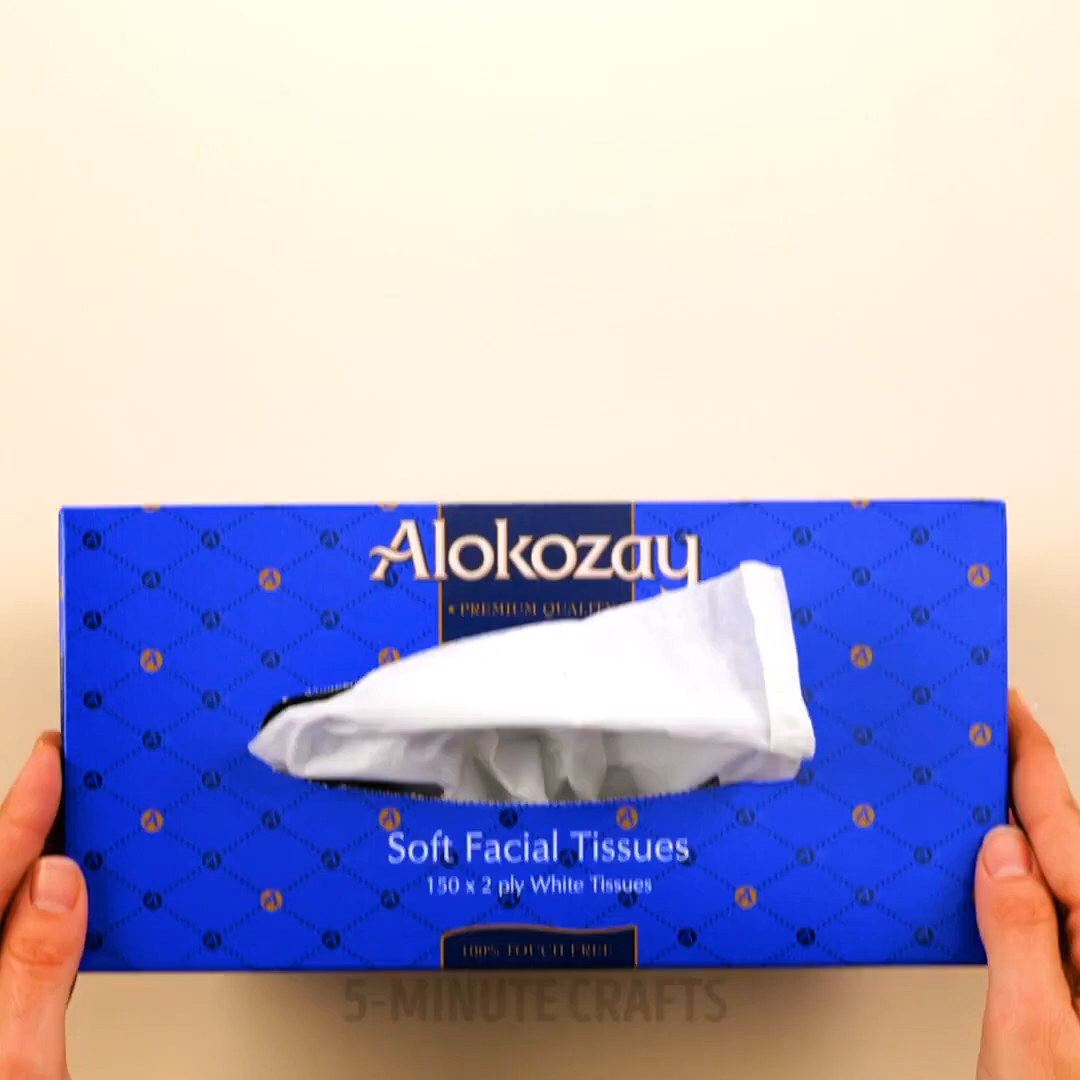 Alokozay
★ PREMIUM QUALITY
Soft Facial Tissues
150 x 2 ply White Tissues
100% TOUCH FREE
5-MINUTE CRAFTS